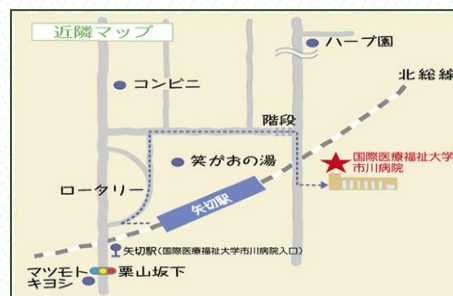 近隣マップ
ハーブ園
コンビニ
北総線
階段
笑がおの湯
国際医療福祉大学
市川病院
ロータリー
矢切駅
矢切駅(国際医療福祉大学市川病院入口)
マツモト
キヨシ
栗山坂下